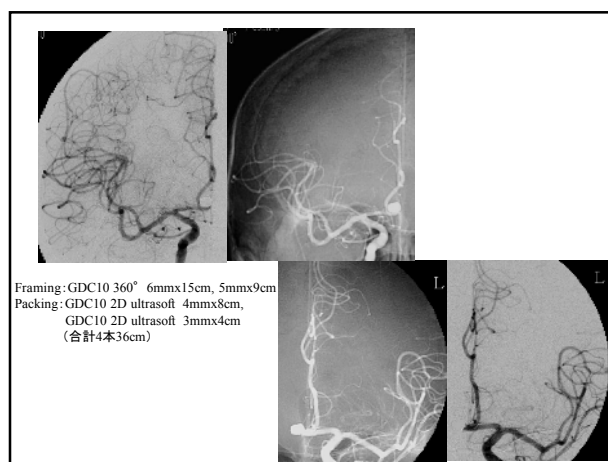 Framing：GDC10 360° 6mmx15cm, 5mmx9cm
Packing：GDC10 2D ultrasoft 4mmx8cm,
GDC10 2D ultrasoft 3mmx4cm
（合計4本36cm）
L
L